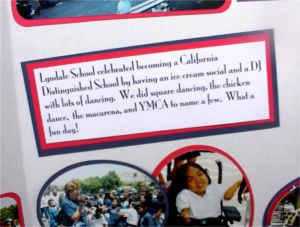 Lyndale School celebrated becoming a California
Distinguished School by having an ice cream social and a DJ
with lots of dancing. We did square dancing, the chicken
dance, the macarena, and YMCA to name a few. What a
fun day!